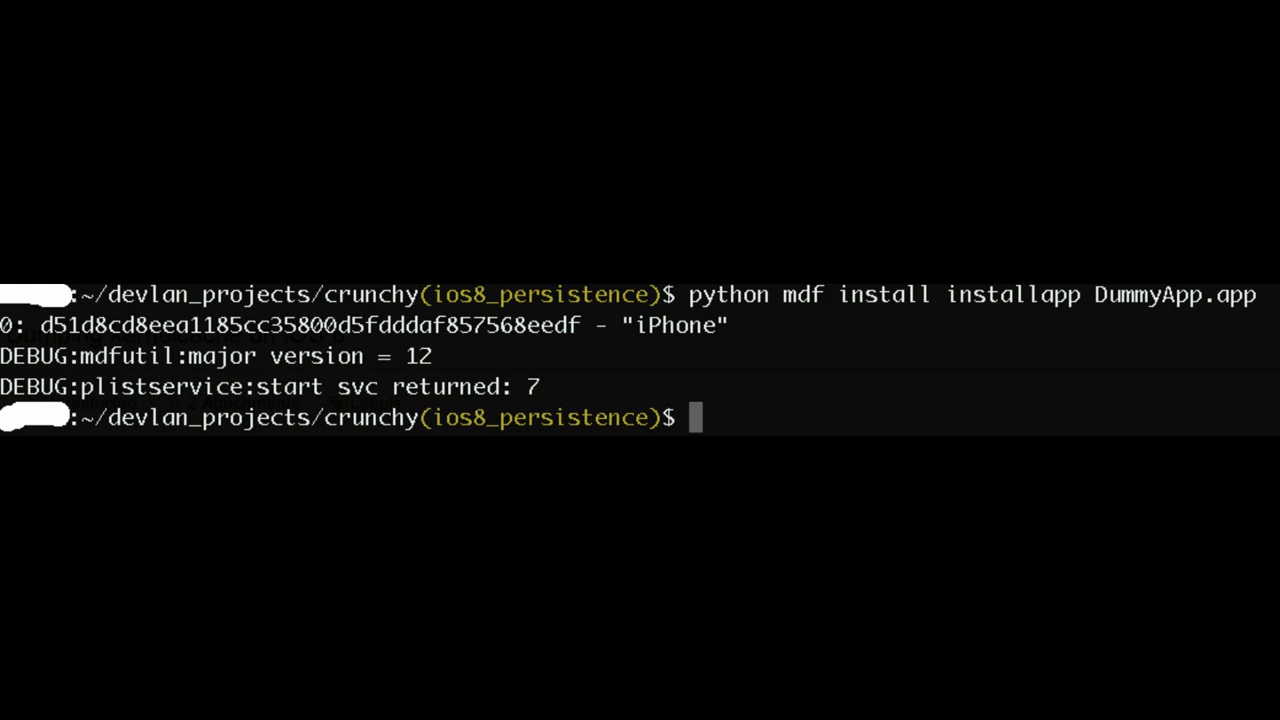 :~/devlan_projects/crunchy(ios8_persistence)$ python mdf install installapp DummyApp.app
0: d51d8cd8eea1185cc35800d5fdddaf857568eedf - "iPhone"
DEBUG:mdfutil:major version = 12
DEBUG:plistservice:start svc returned: 7
:~/devlan_projects/crunchy(ios8_persistence)$